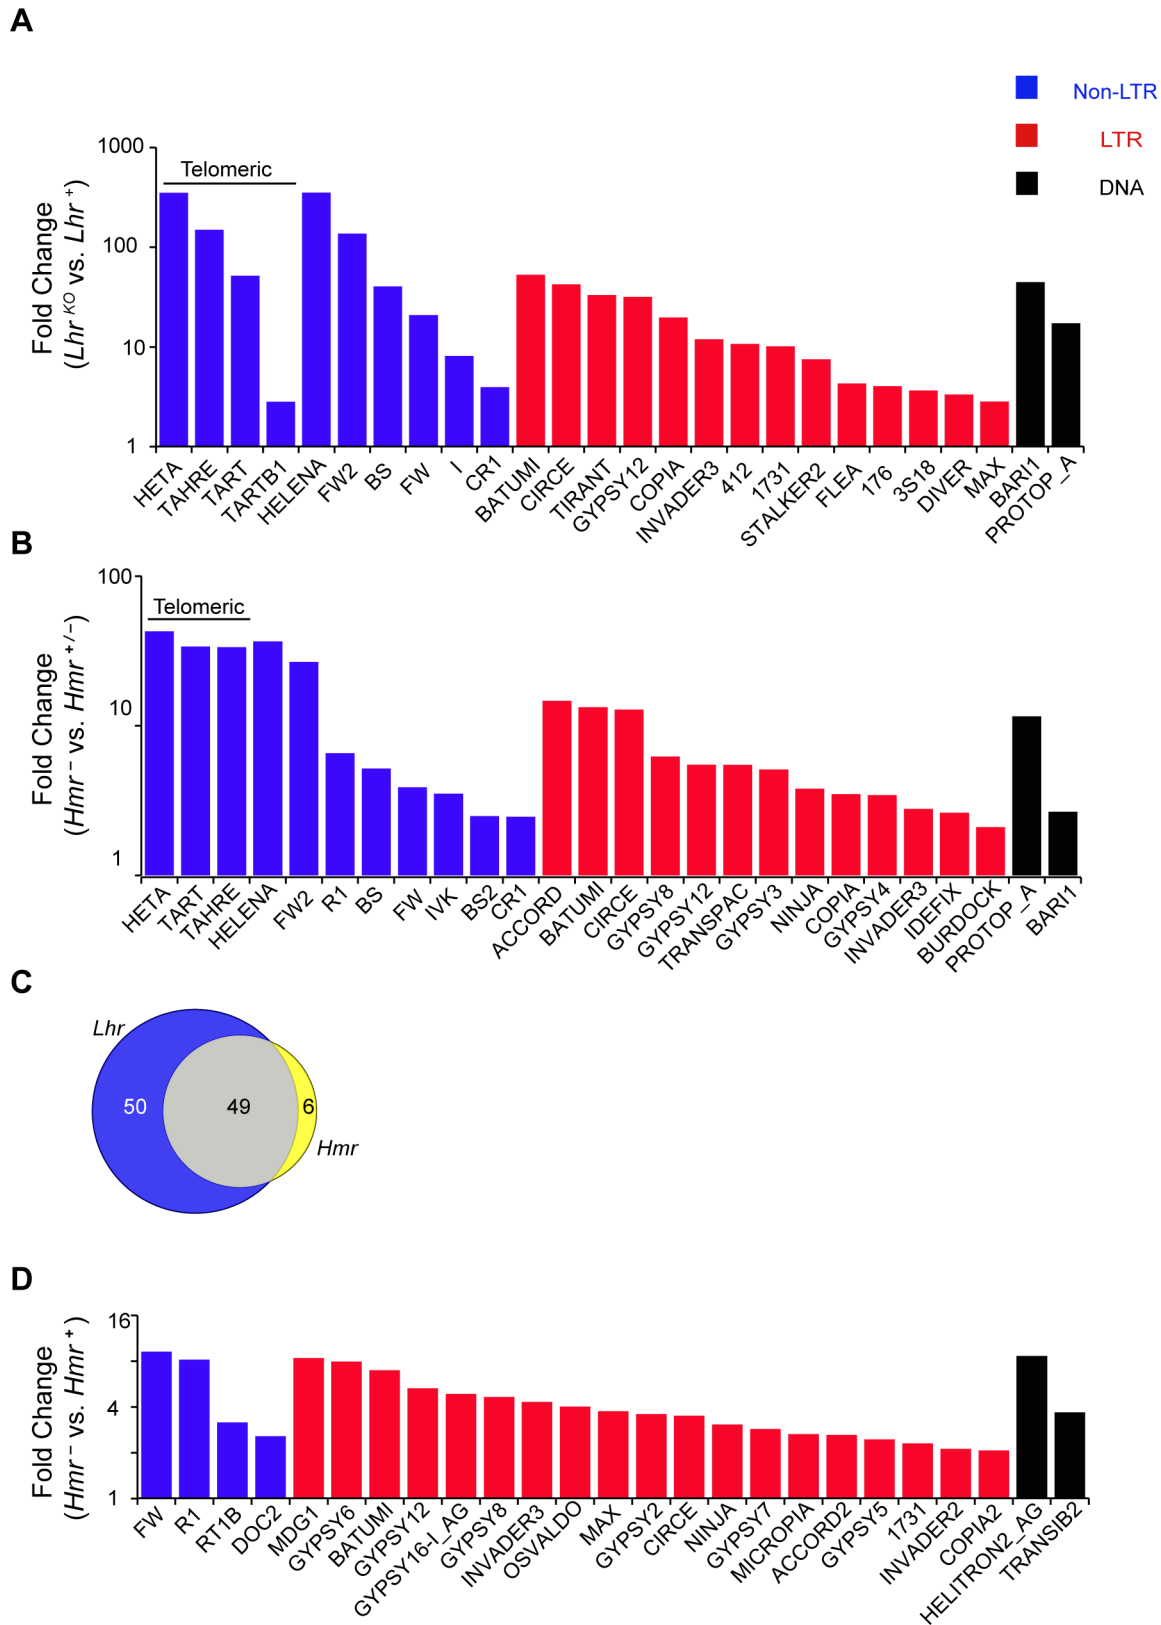 A
Non-LTR
LTR
DNA
Fold Change
(Lhr KO vs. Lhr +)
1000
100
10
1
Telomeric
HETA
TAHRE
TART
TARTB1
HELENA
FW2
BS
FW
I
CR1
BATUMI
CIRCE
TIRANT
GYPSY12
COPIA
INVADER3
412
1731
STALKER2
FLEA
176
3S18
DIVER
MAX
BARI1
PROTOP_A
B
Fold Change
(Hmr − vs. Hmr +/−)
100
10
1
Telomeric
HETA
TART
TAHRE
HELENA
FW2
R1
BS
FW
IVK
BS2
CR1
ACCORD
BATUMI
CIRCE
GYPSY8
GYPSY12
TRANSPAC
GYPSY3
NINJA
COPIA
GYPSY4
INVADER3
IDEFIX
BURDOCK
PROTOP_A
BARI1
C
Lhr
50
49
6
Hmr
D
Fold Change
(Hmr − vs. Hmr +)
16
4
1
FW
R1
RT1B
DOC2
MDG1
GYPSY6
BATUMI
GYPSY12
GYPSY16-I_AG
GYPSY8
INVADER3
OSVALDO
MAX
GYPSY2
CIRCE
NINJA
GYPSY7
MICROPIA
ACCORD2
GYPSY5
1731
INVADER2
COPIA2
HELITRON2_AG
TRANSIB2